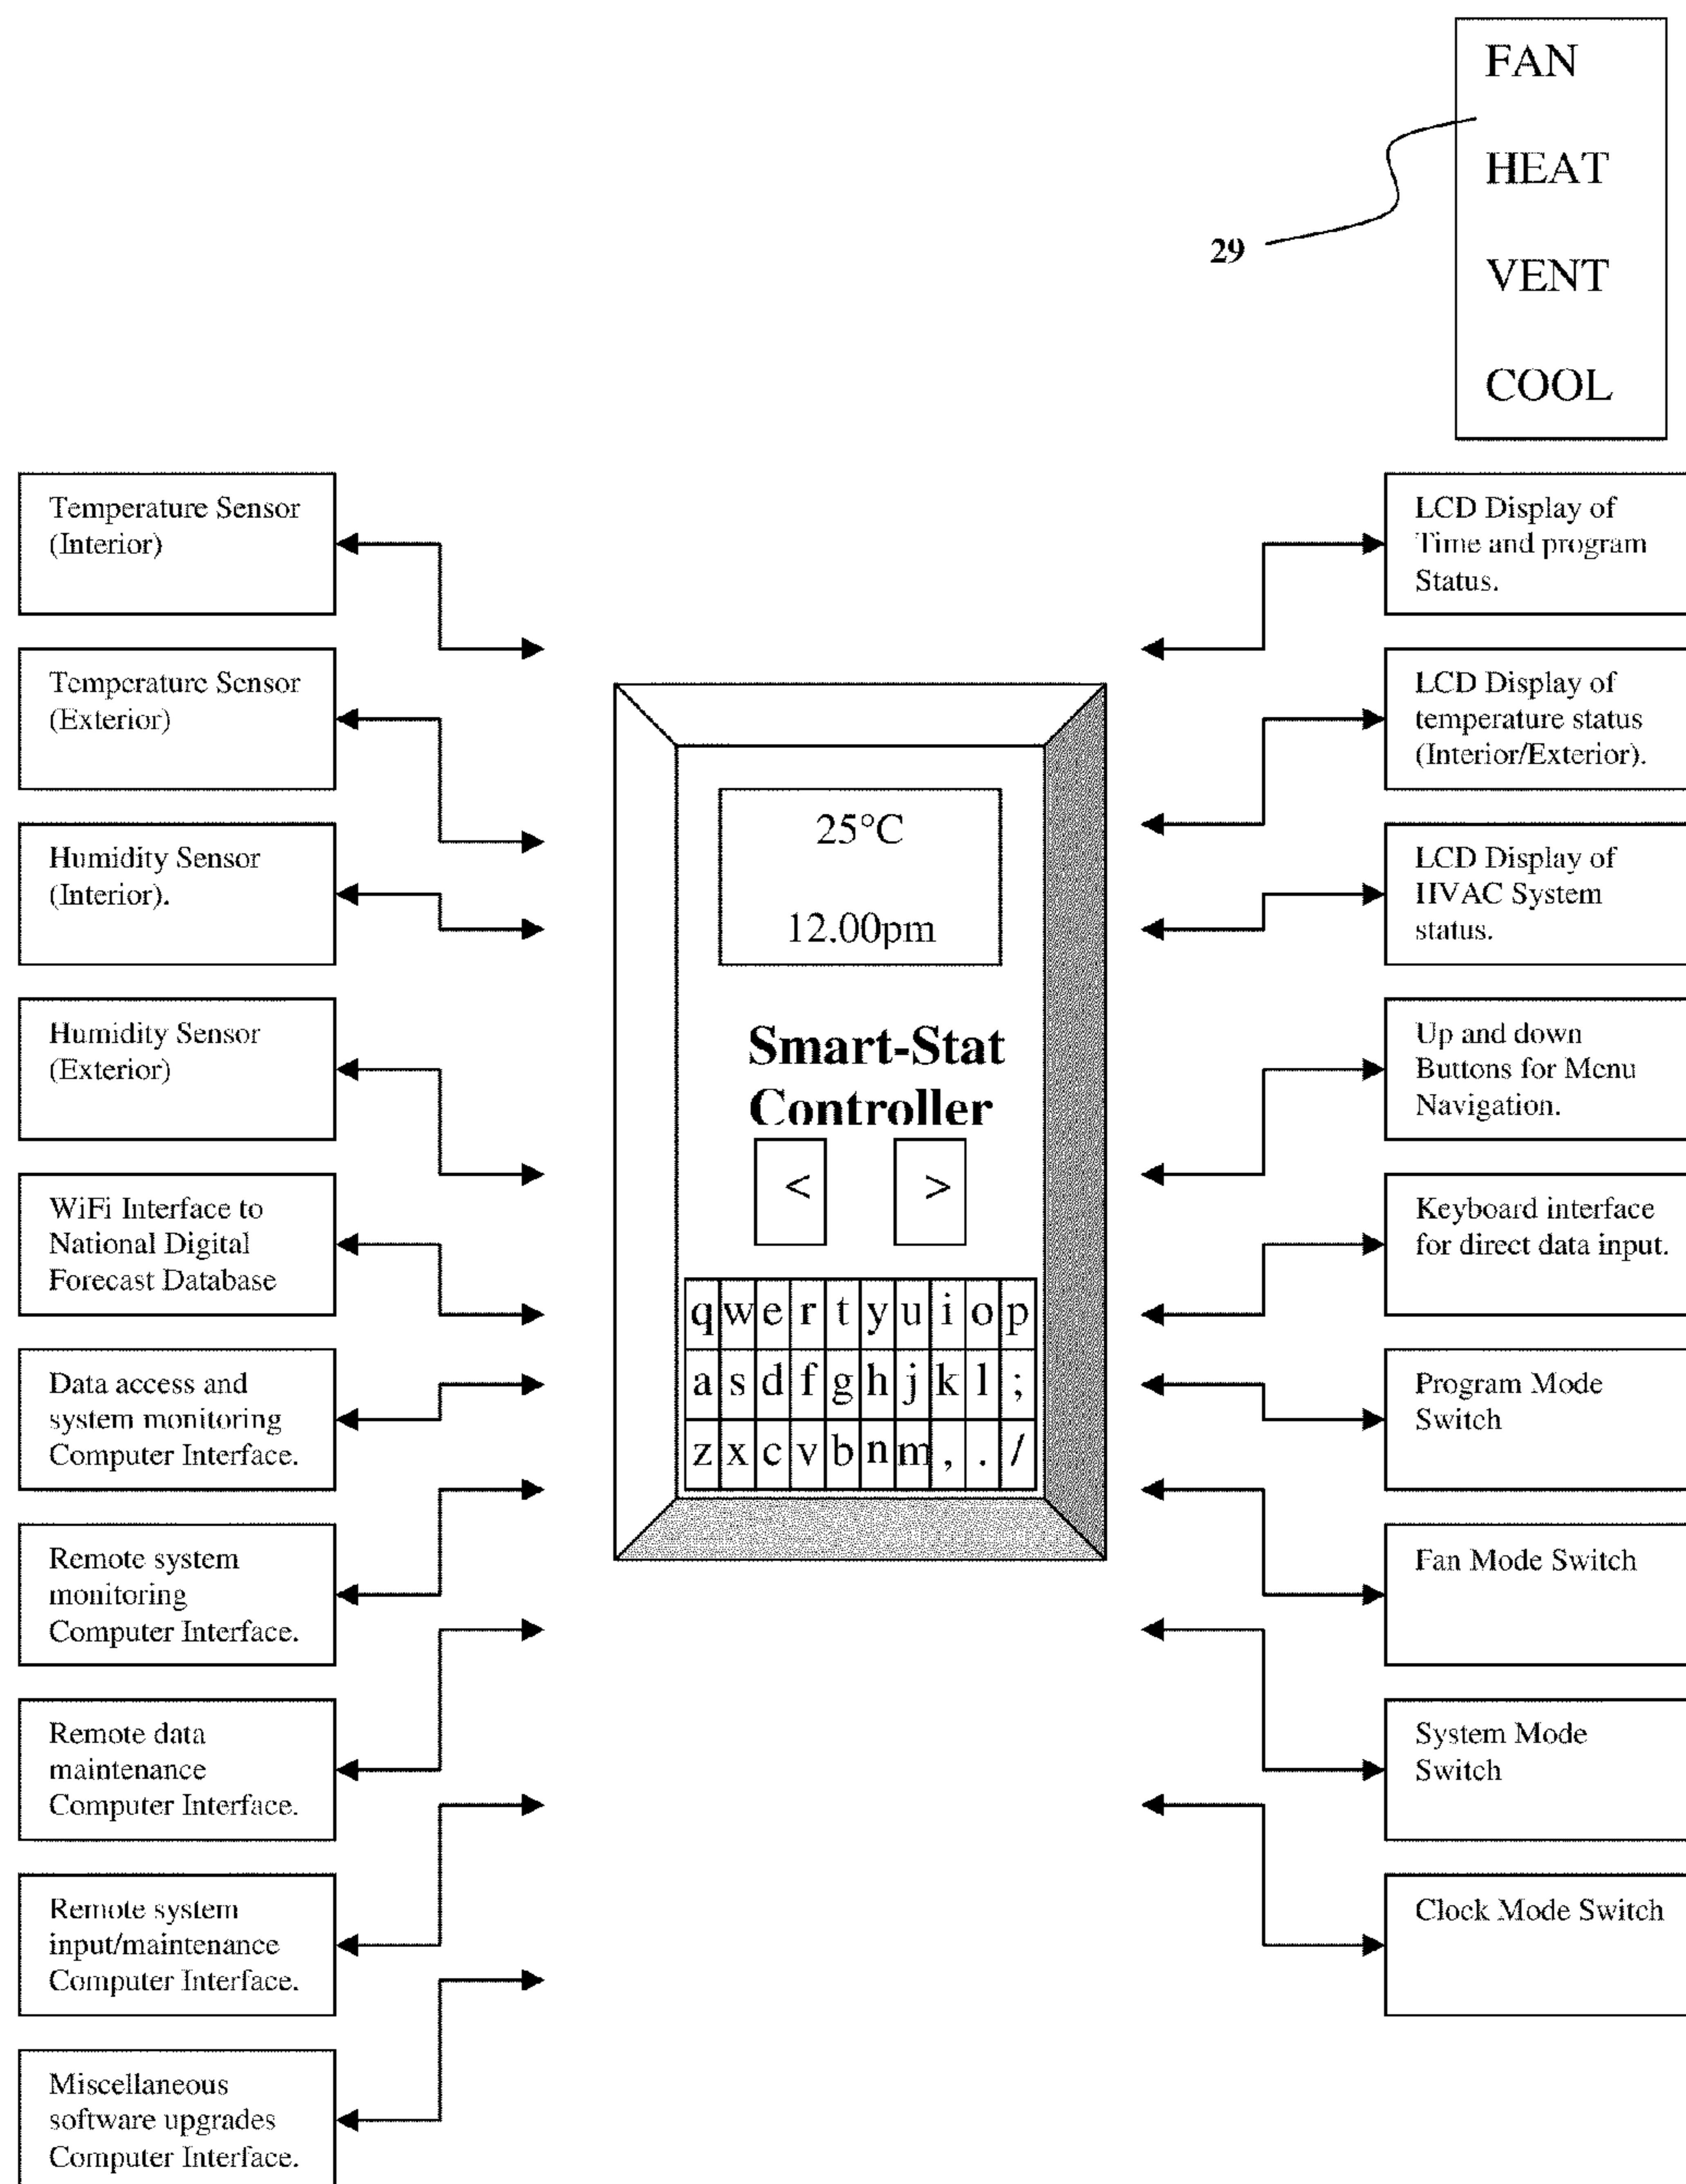 FAN
HEAT
29
VENT
COOL
Temperature Sensor
(Interior)
Temperature Sensor
(Exterior)
Humidity Sensor
(Interior).
Humidity Sensor
(Exterior)
WiFi Interface to
National Digital
Forecast Database
Data access and
system monitoring
Computer Interface.
Remote system
monitoring
Computer Interface.
Remote data
maintenance
Computer Interface.
Remote system
input/maintenance
Computer Interface.
Miscellaneous
software upgrades
Computer Interface.
25°C
12.00pm
Smart-Stat
Controller
< >
q w e r t y u i o p
a s d f g h j k l ;
z x c v b n m , . /
LCD Display of
Time and program
Status.
LCD Display of
temperature status
(Interior/Exterior).
LCD Display of
HVAC System
status.
Up and down
Buttons for Menu
Navigation.
Keyboard interface
for direct data input.
Program Mode
Switch
Fan Mode Switch
System Mode
Switch
Clock Mode Switch